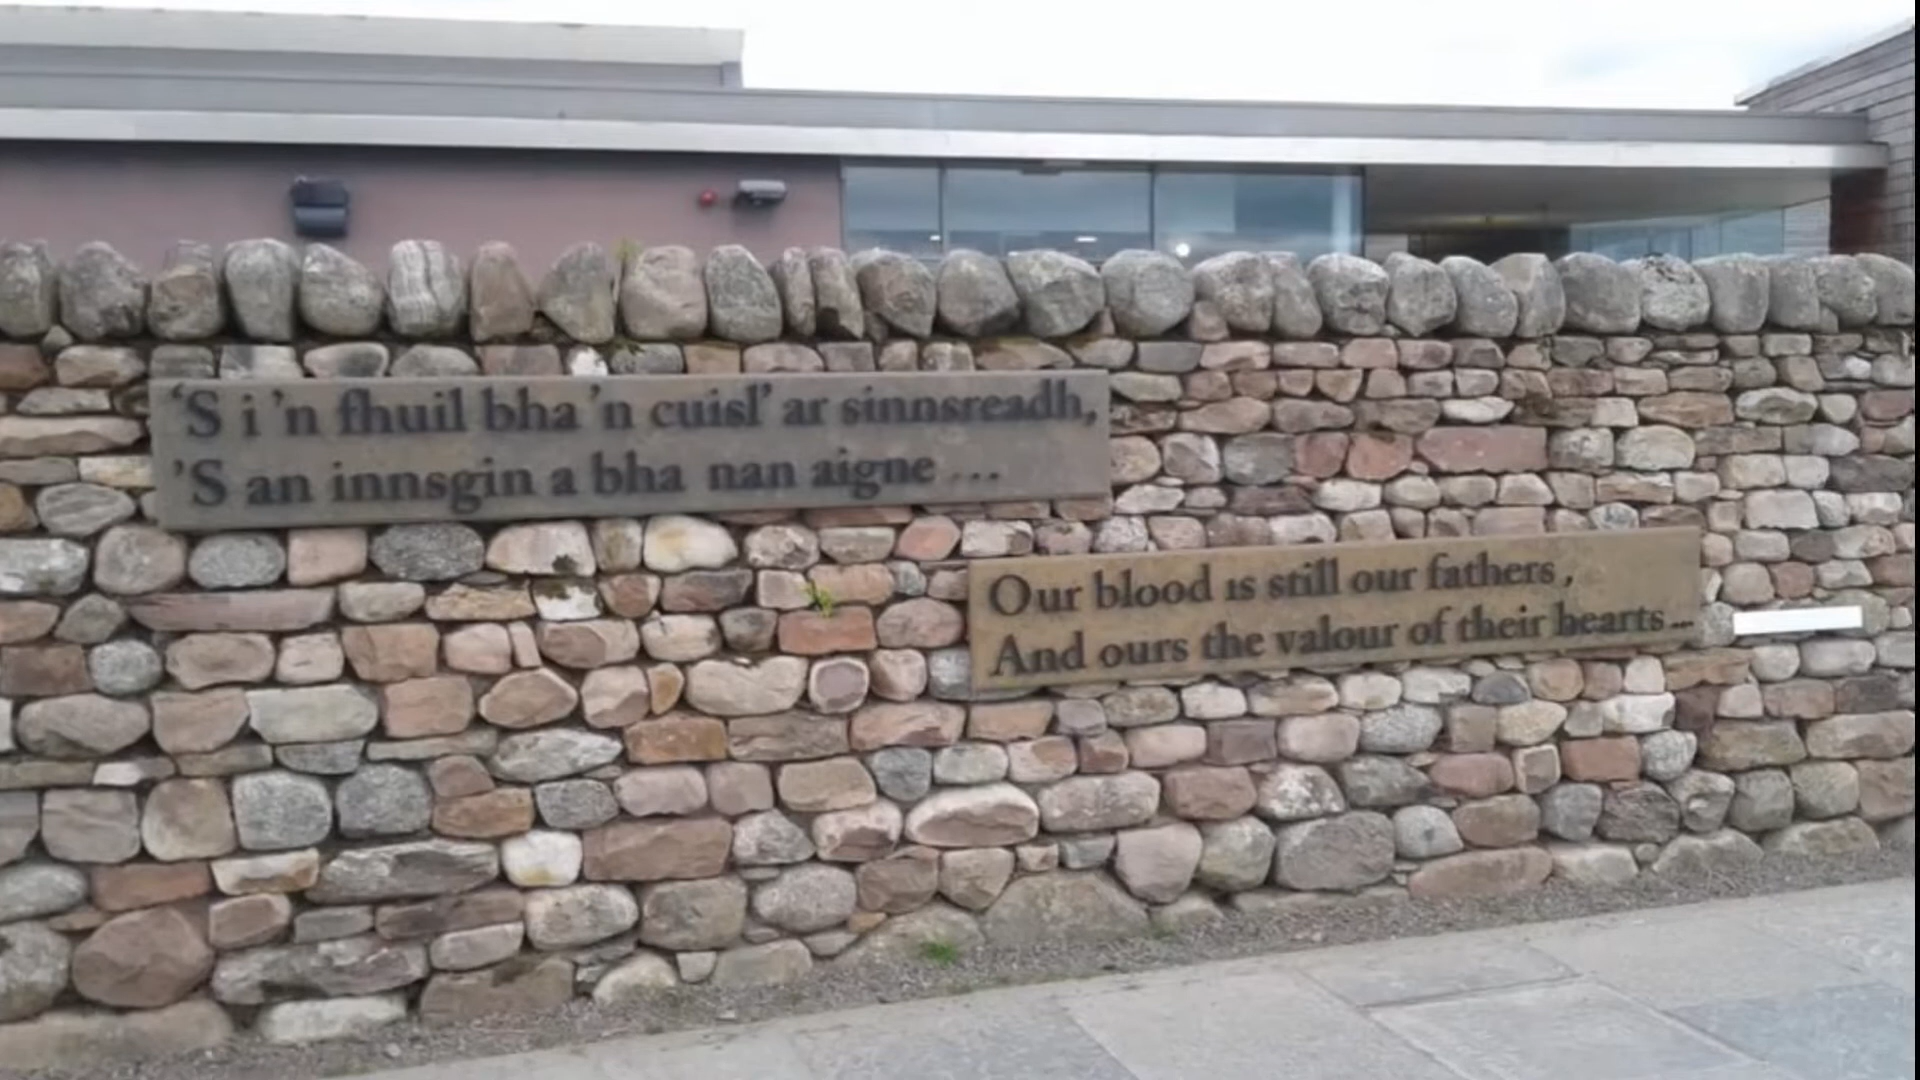 ‘S i ’n fhuil bha ’n cuisl’ ar sinnsreadh,
’S an innsgin a bha nan aigne ...
Our blood is still our fathers,
And ours the valour of their hearts ...